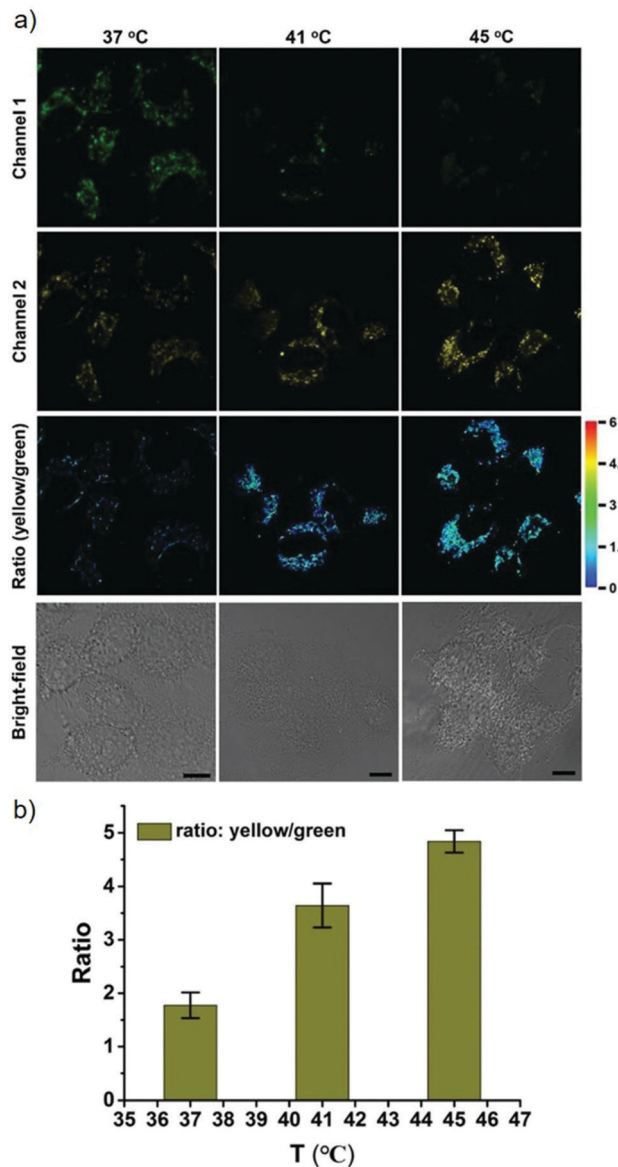 a)
37 °C 41 °C 45 °C
Channel 1
Channel 2
Ratio (yellow/green)
6
4.
3
1.
0
Bright-field
b)
ratio: yellow/green
Ratio
5
4
3
2
1
0
35 36 37 38 39 40 41 42 43 44 45 46 47
T (°C)